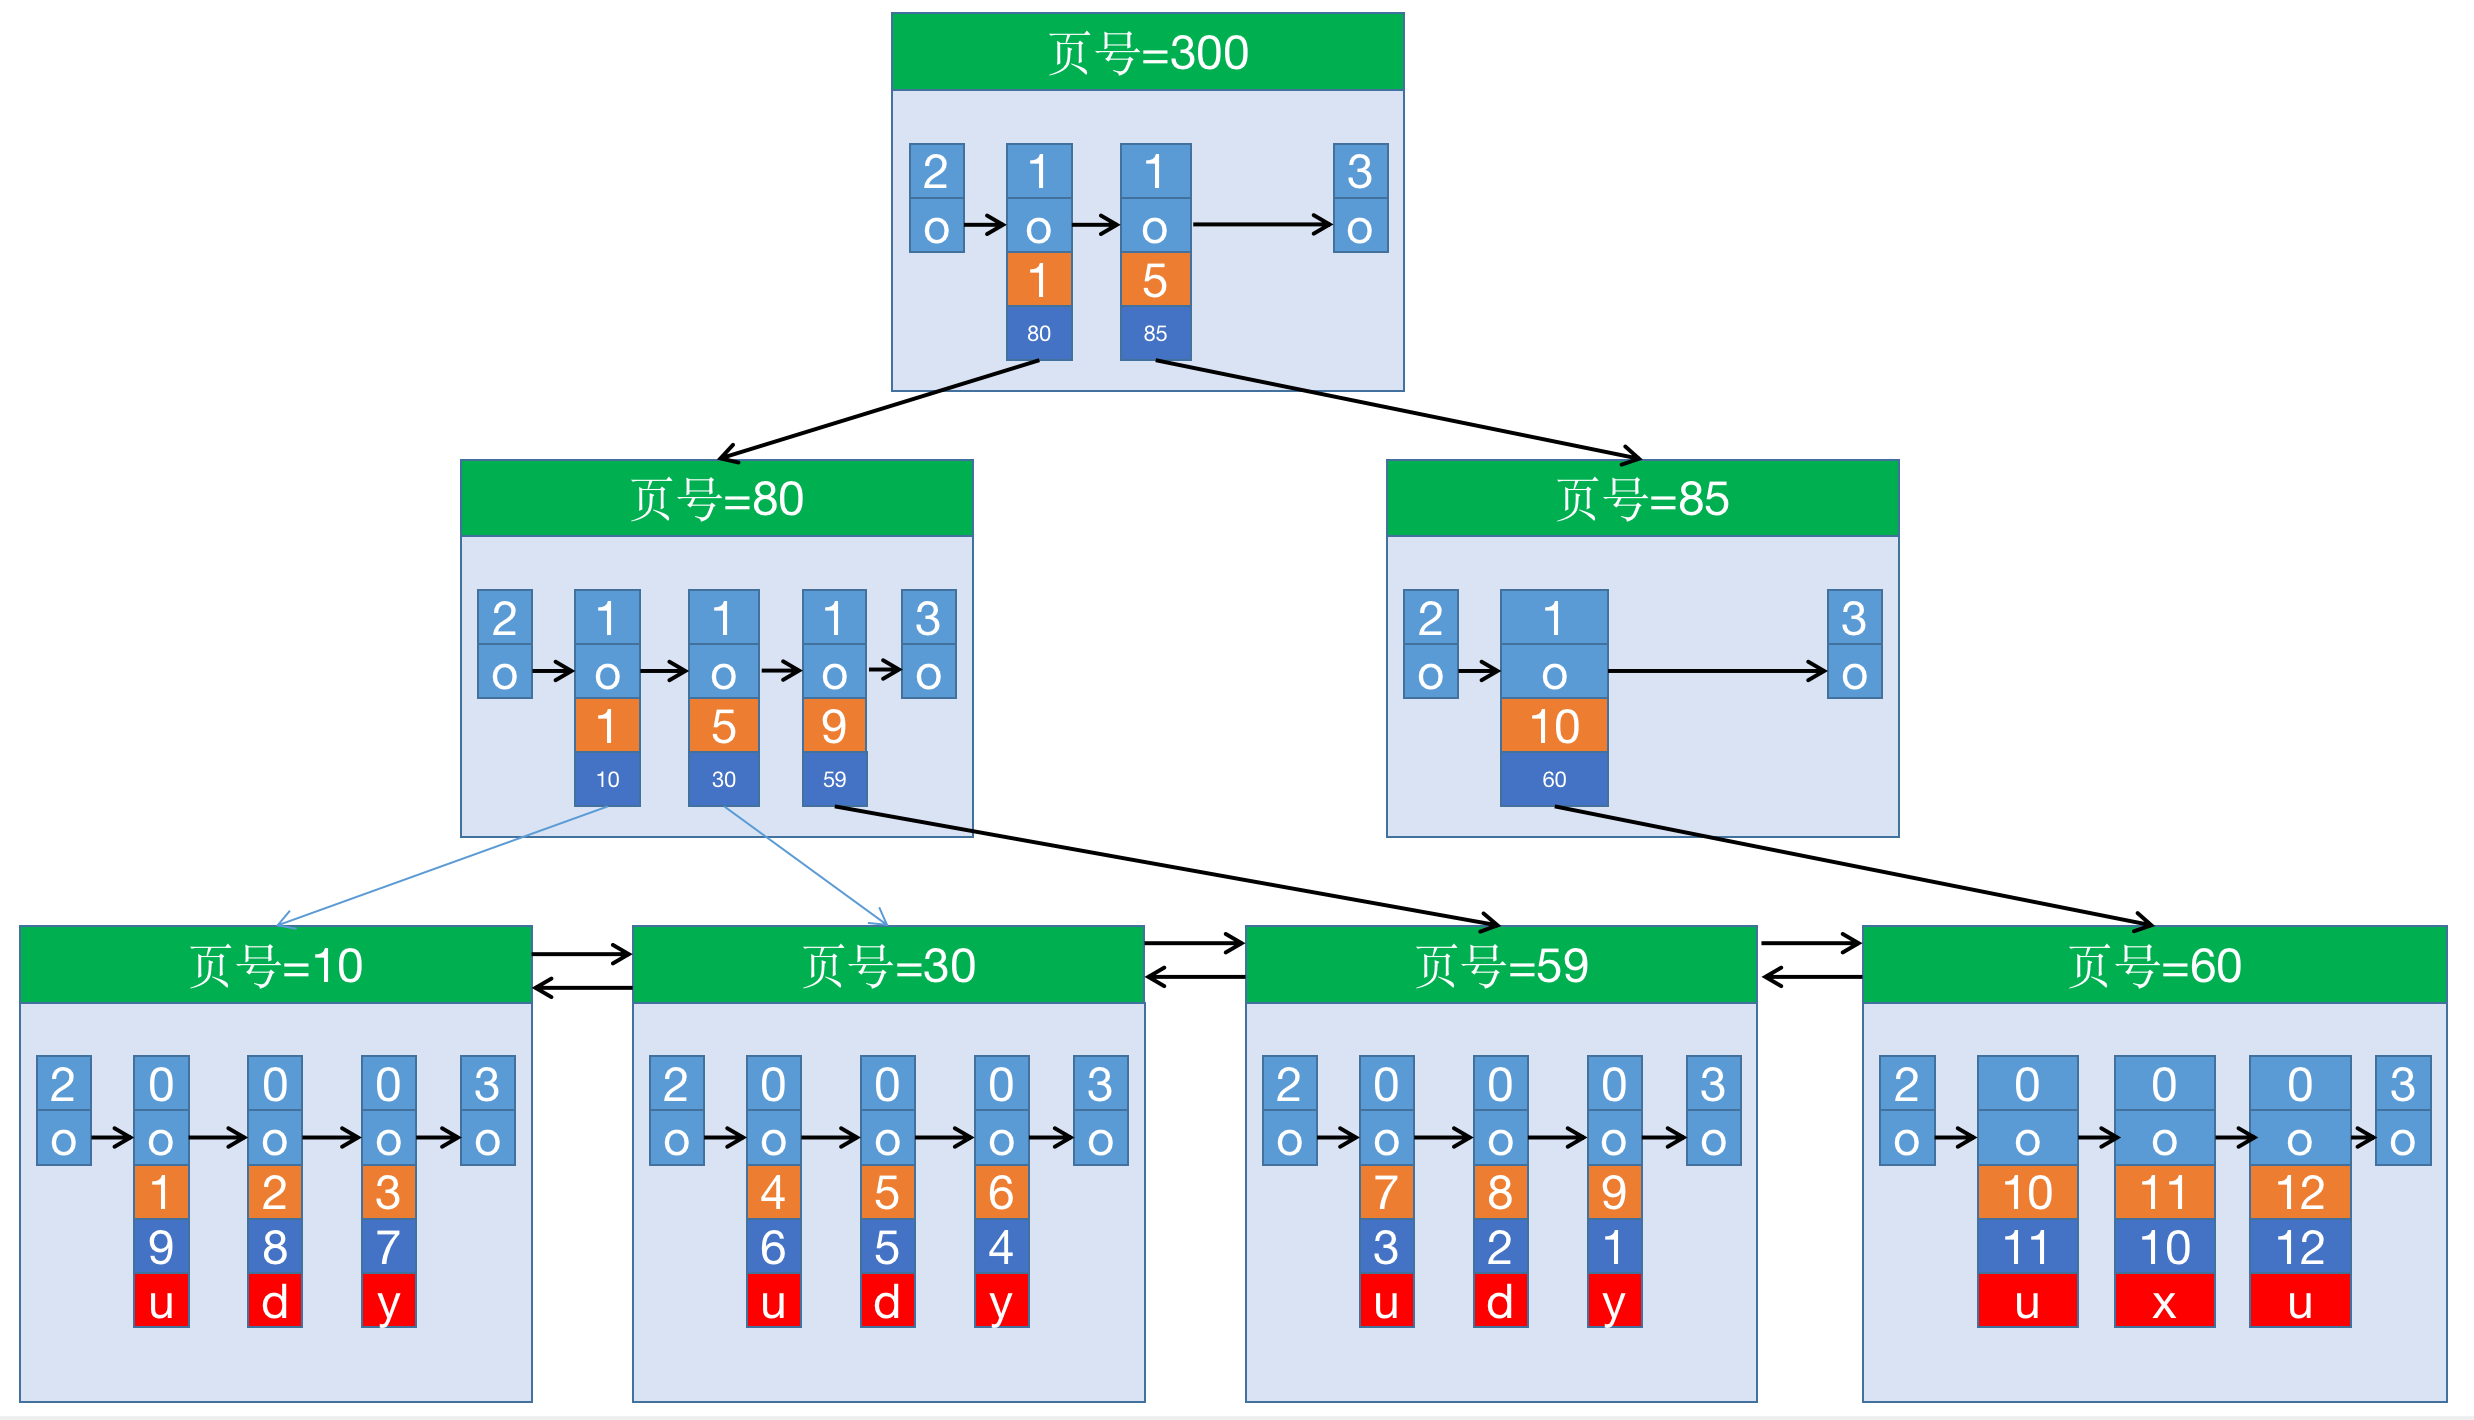 页号=300
2 1 1 3
o o o o
1 5
80 85
页号=80
2 1 1 1 3
o o o o o
1 5 9
10 30 59
页号=85
2 1 3
o o o
10
60
页号=10
2 0 0 0 3
o o o o o
1 2 3
9 8 7
u d y
页号=30
2 0 0 0 3
o o o o o
4 5 6
6 5 4
u d y
页号=59
2 0 0 0 3
o o o o o
7 8 9
3 2 1
u d y
页号=60
2 0 0 0 3
o o o o o
10 11 12
11 10 12
u x u